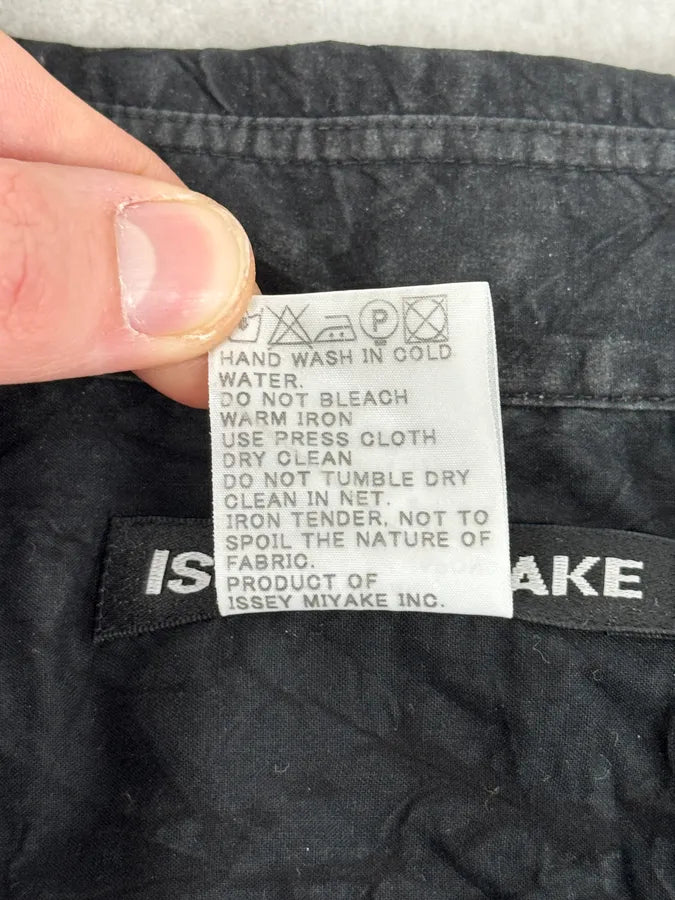 P
HAND WASH IN COLD
WATER.
DO NOT BLEACH
WARM IRON
USE PRESS CLOTH
DRY CLEAN
DO NOT TUMBLE DRY
CLEAN IN NET.
IRON TENDER, NOT TO
SPOIL THE NATURE OF
FABRIC.
PRODUCT OF
ISSEY MIYAKE INC.
IS AKE